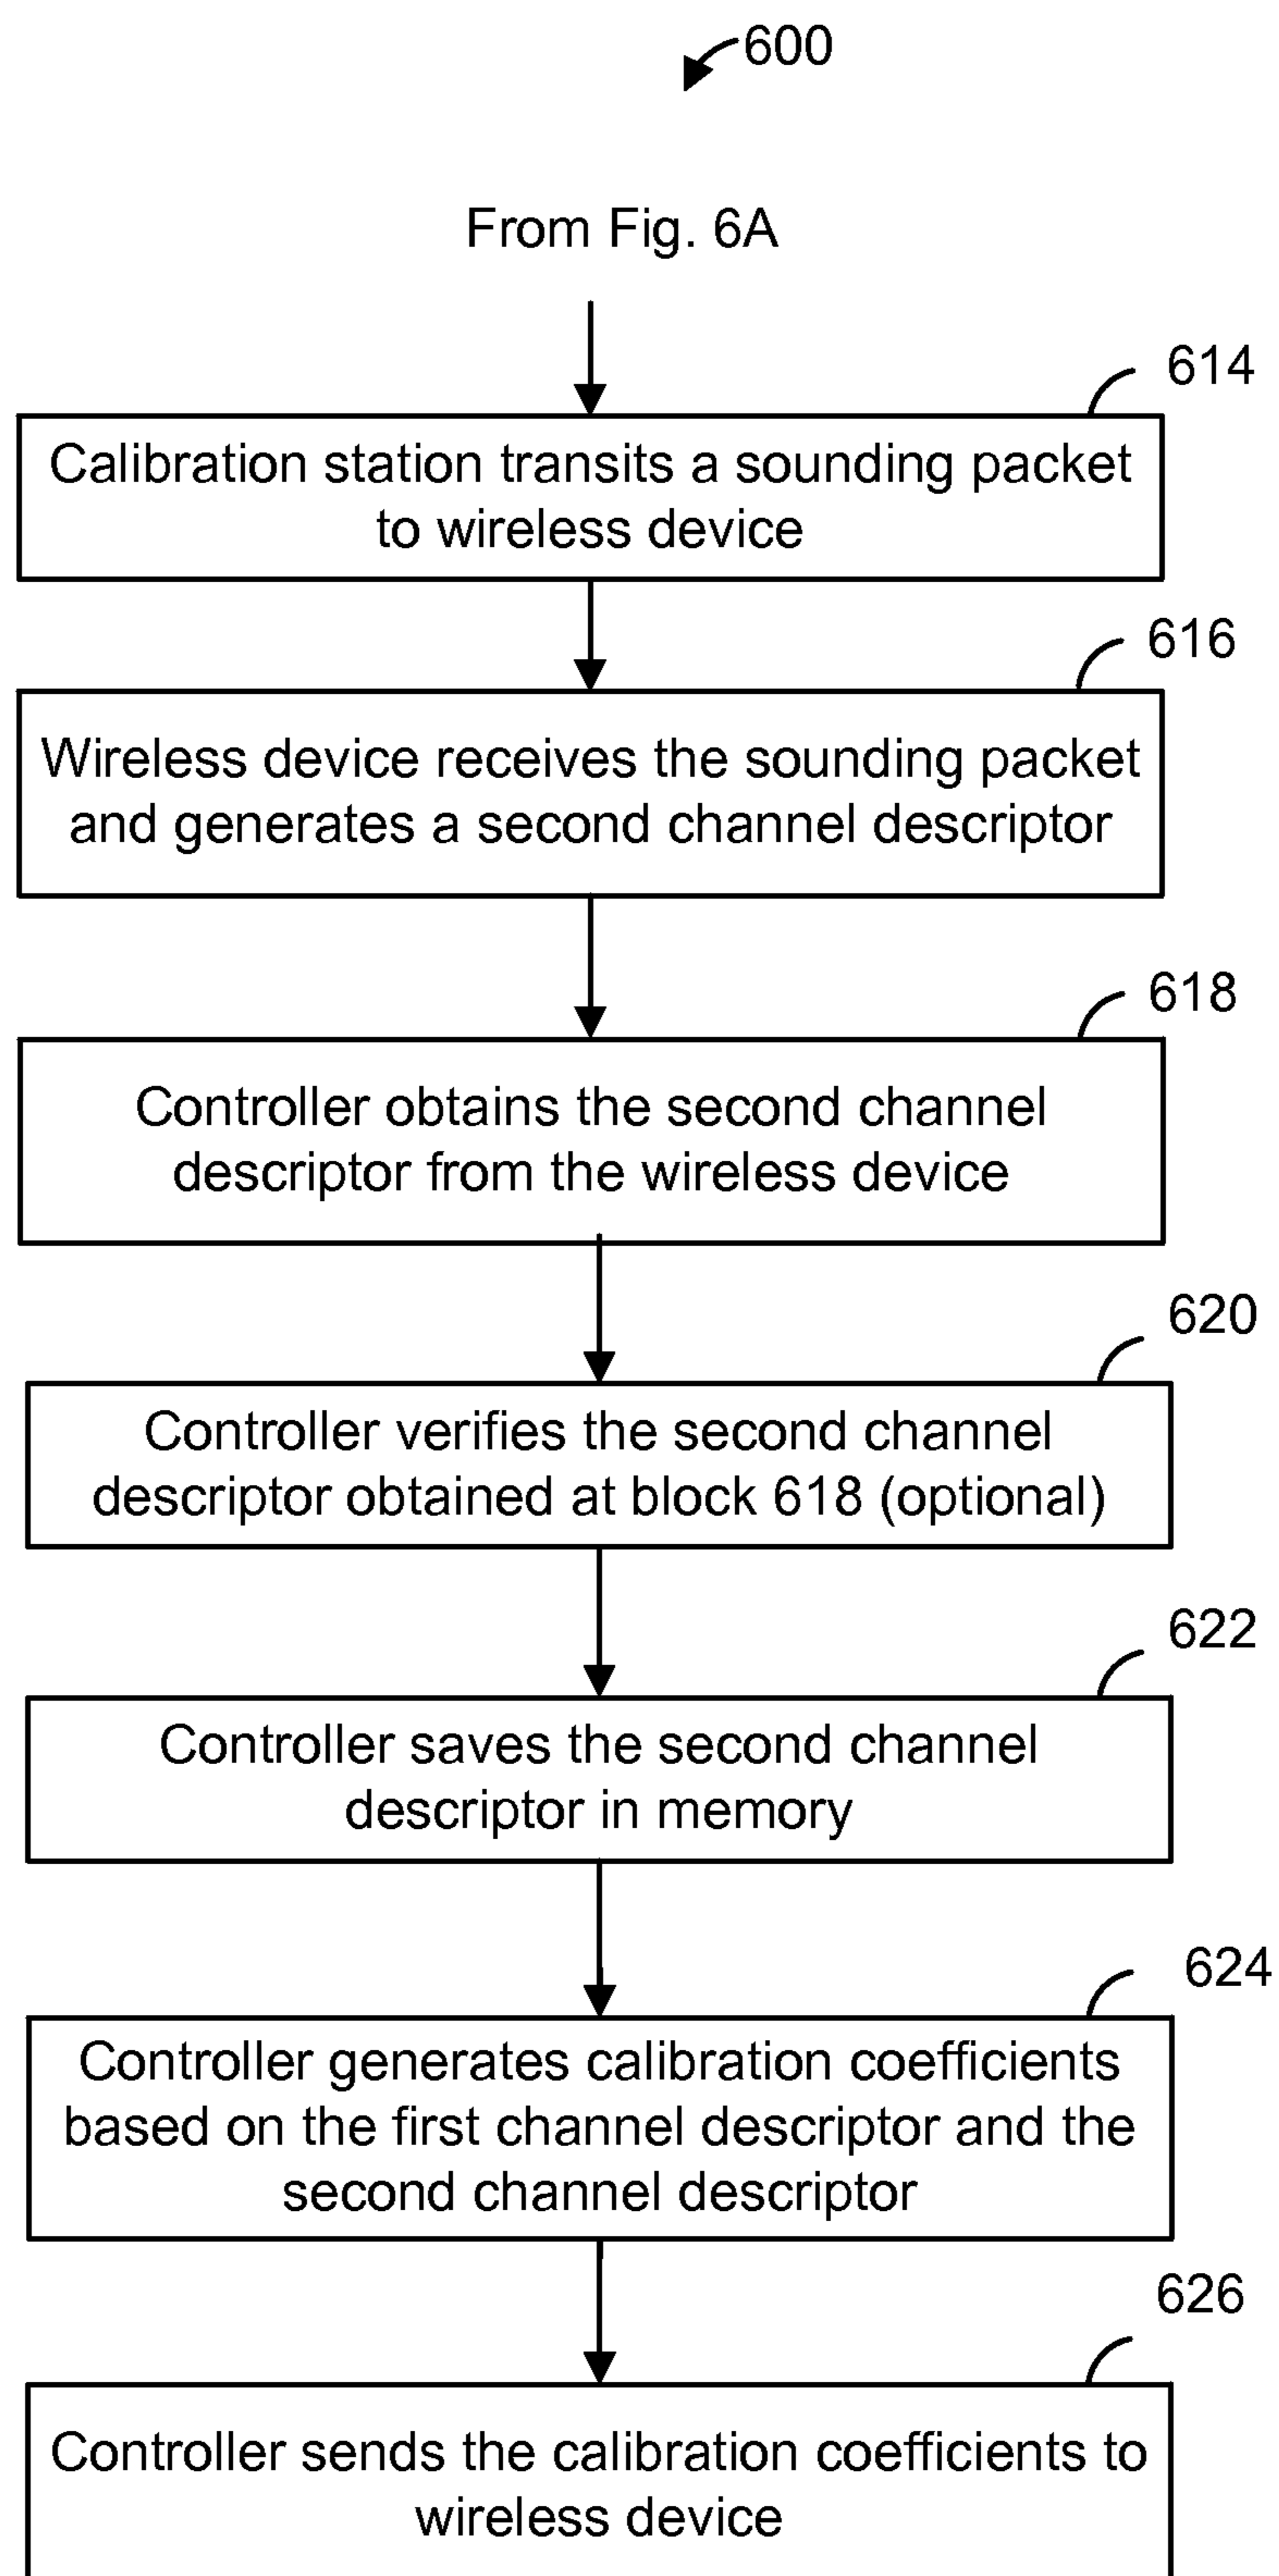 600
From Fig. 6A
614
Calibration station transits a sounding packet
to wireless device
616
Wireless device receives the sounding packet
and generates a second channel descriptor
618
Controller obtains the second channel
descriptor from the wireless device
620
Controller verifies the second channel
descriptor obtained at block 618 (optional)
622
Controller saves the second channel
descriptor in memory
624
Controller generates calibration coefficients
based on the first channel descriptor and the
second channel descriptor
626
Controller sends the calibration coefficients to
wireless device